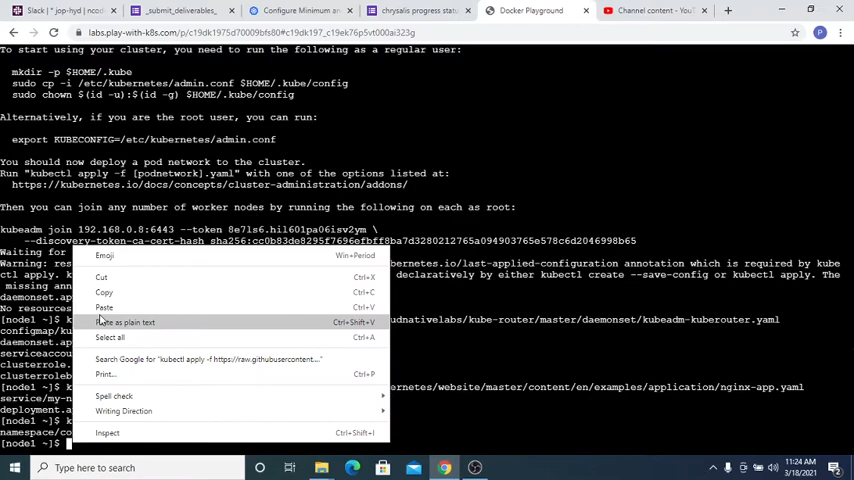 Slack | * jop-hyd | ncod
_submit_deliverables_
Configure Minimum an
chrysalis progress statu
Docker Playground
Channel content - YouT
labs.play-with-k8s.com/p/c19dk1975d70009bfs80#c19dk197_c19ek76p5vt000ai323g
P
To start using your cluster, you need to run the following as a regular user:
mkdir -p $HOME/.kube
sudo cp -i /etc/kubernetes/admin.conf $HOME/.kube/config
sudo chown $(id -u):$(id -g) $HOME/.kube/config
Alternatively, if you are the root user, you can run:
export KUBECONFIG=/etc/kubernetes/admin.conf
You should now deploy a pod network to the cluster.
Run "kubectl apply -f [podnetwork].yaml" with one of the options listed at:
https://kubernetes.io/docs/concepts/cluster-administration/addons/
Then you can join any number of worker nodes by running the following on each as root:
kubeadm join 192.168.0.8:6443 --token 8e7ls6.hil601pa06isv2ym \
--discovery-token-ca-cert-hash sha256:cc0b83de8295f7696efbff8ba7d3280212765a094903765e578c6d2046998b65
Waiting for
Warning: res rnetes.io/last-applied-configuration annotation which is required by kube
ctl apply. k declaratively by either kubectl create --save-config or kubectl apply. The
missing ann
daemonset.ap
No resources
[node1 ~]$ k udnativelabs/kube-router/master/daemonset/kubeadm-kuberouter.yaml
configmap/ku
daemonset.ap
serviceaccou
clusterrole.
clusterroleb
[node1 ~]$ k ernetes/website/master/content/en/examples/application/nginx-app.yaml
service/my-n
deployment.a
[node1 ~]$ k
namespace/co
[node1 ~]$
Emoji Win+Period
Cut Ctrl+X
Copy Ctrl+C
Paste Ctrl+V
Paste as plain text Ctrl+Shift+V
Select all Ctrl+A
Search Google for "kubectl apply -f https://raw.githubusercontent...."
Print... Ctrl+P
Spell check
Writing Direction
Inspect Ctrl+Shift+I
Type here to search
11:24 AM
3/18/2021
2